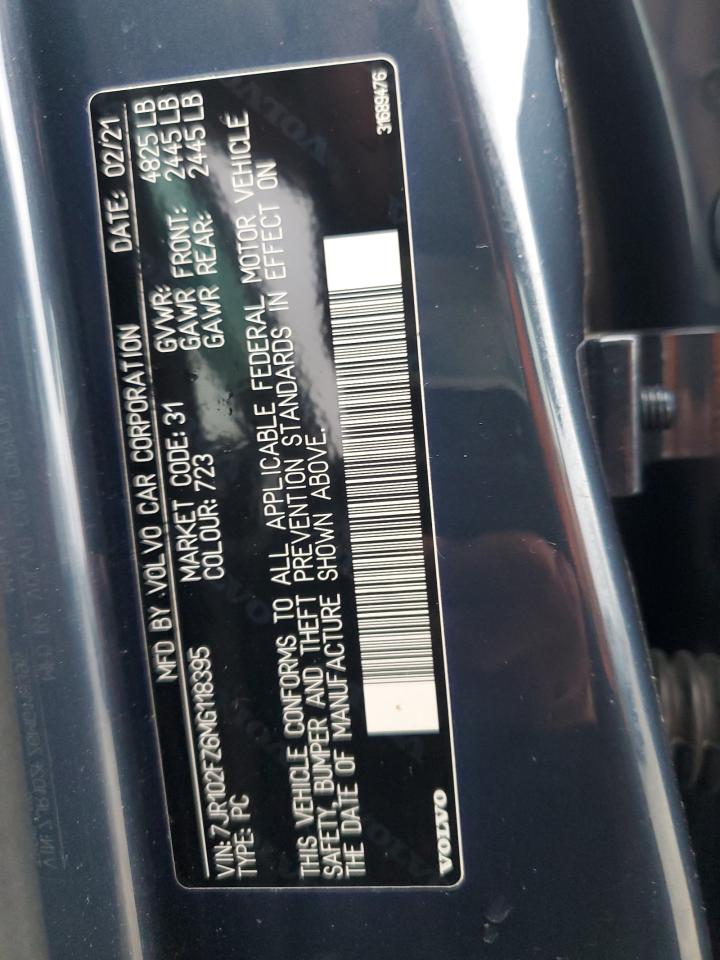 MFD BY VOLVO CAR CORPORATION DATE: 02/21
VIN: 7JR102FZ6MG118395 MARKET CODE: 31 GVWR: 4825 LB
TYPE: PC COLOUR: 723 GAWR FRONT: 2445 LB
GAWR REAR: 2445 LB
THIS VEHICLE CONFORMS TO ALL APPLICABLE FEDERAL MOTOR VEHICLE
SAFETY, BUMPER AND THEFT PREVENTION STANDARDS IN EFFECT ON
THE DATE OF MANUFACTURE SHOWN ABOVE.
VOLVO 31689476